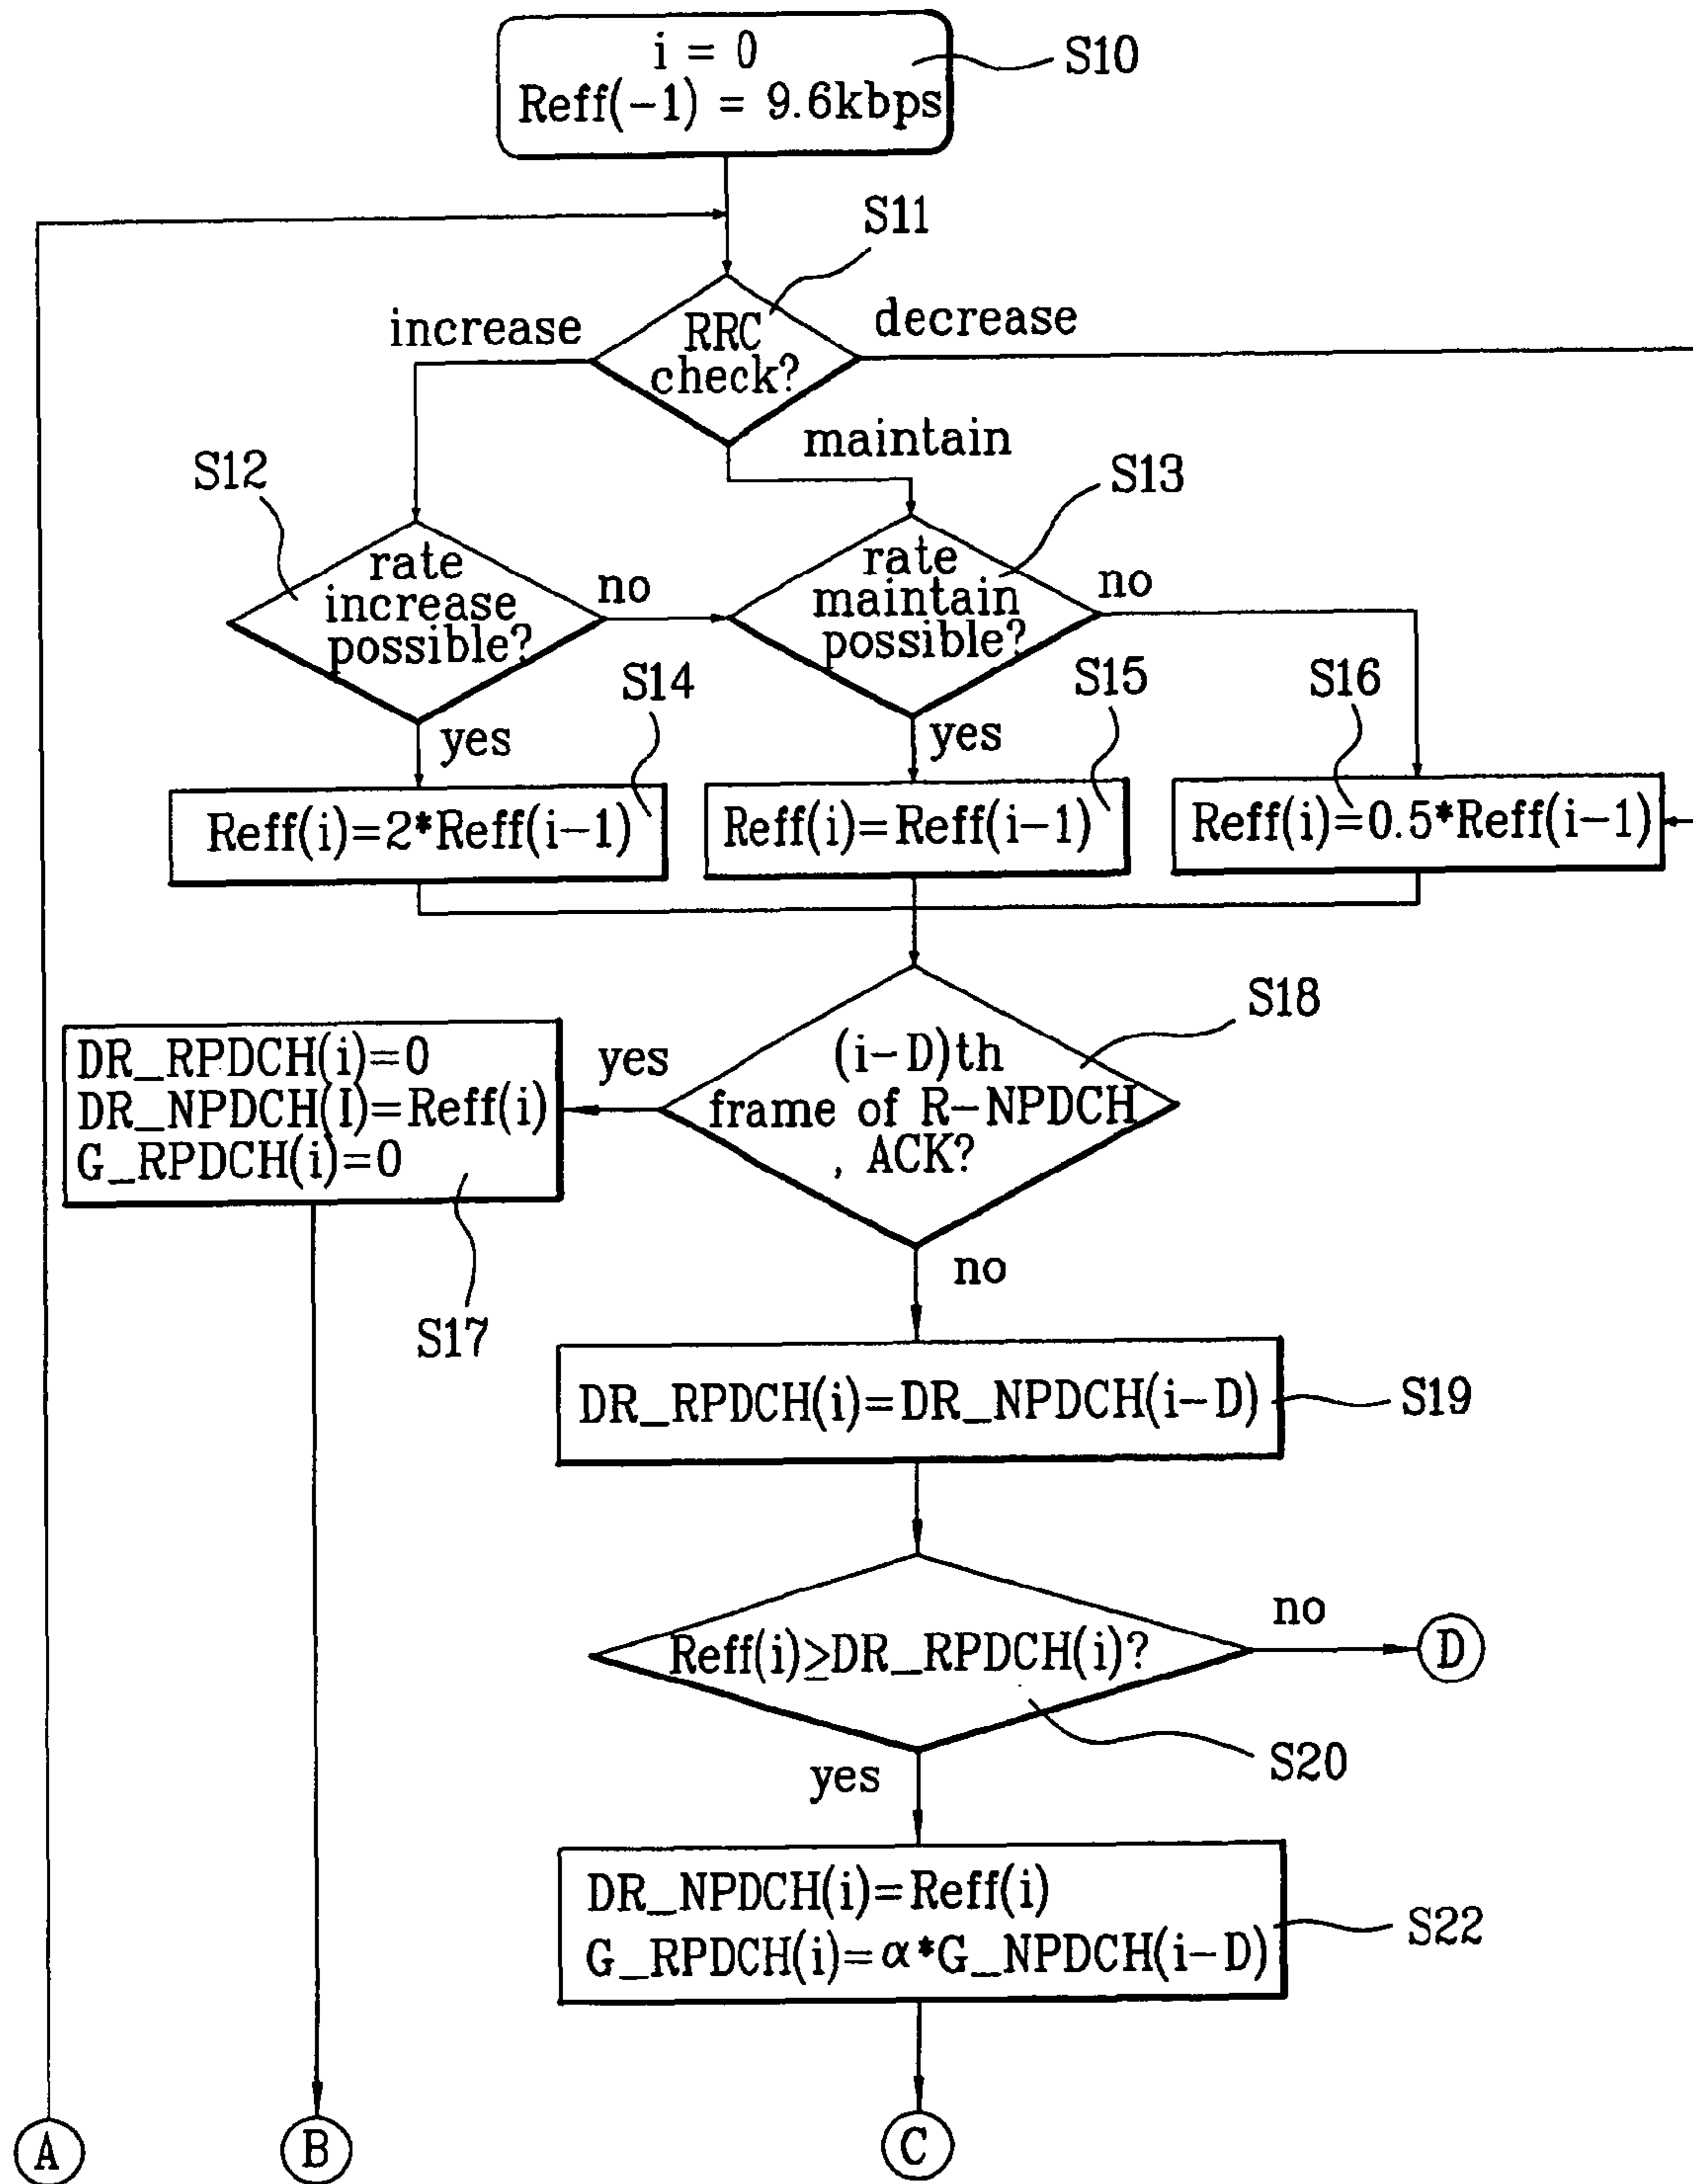 i = 0
Reff(-1) = 9.6kbps
S10
S11
increase
RRC
check?
decrease
maintain
S12
S13
rate
increase
possible?
no
rate
maintain
possible?
no
yes
S14
yes
S15
S16
Reff(i)=2*Reff(i-1)
Reff(i)=Reff(i-1)
Reff(i)=0.5*Reff(i-1)
S18
(i-D)th
frame of R-NPDCH
, ACK?
yes
DR_RPDCH(i)=0
DR_NPDCH(I)=Reff(i)
G_RPDCH(i)=0
S17
no
DR_RPDCH(i)=DR_NPDCH(i-D)
S19
Reff(i)≥DR_RPDCH(i)?
no
D
S20
yes
DR_NPDCH(i)=Reff(i)
G_RPDCH(i)=α*G_NPDCH(i-D)
S22
A
B
C